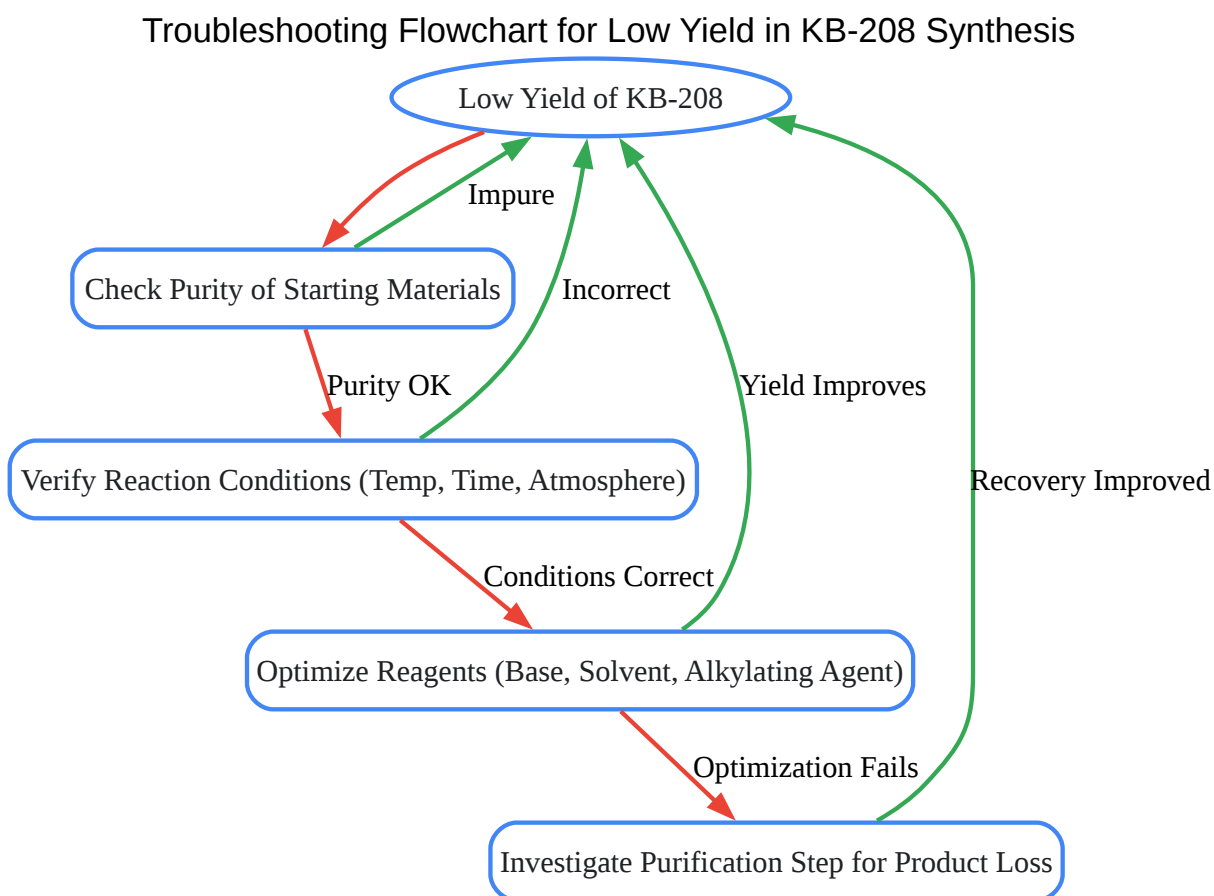 Troubleshooting Flowchart for Low Yield in KB-208 Synthesis
Low Yield of KB-208
Impure
Check Purity of Starting Materials
Incorrect
Purity OK
Yield Improves
Verify Reaction Conditions (Temp, Time, Atmosphere)
Recovery Improved
Conditions Correct
Optimize Reagents (Base, Solvent, Alkylating Agent)
Optimization Fails
Investigate Purification Step for Product Loss